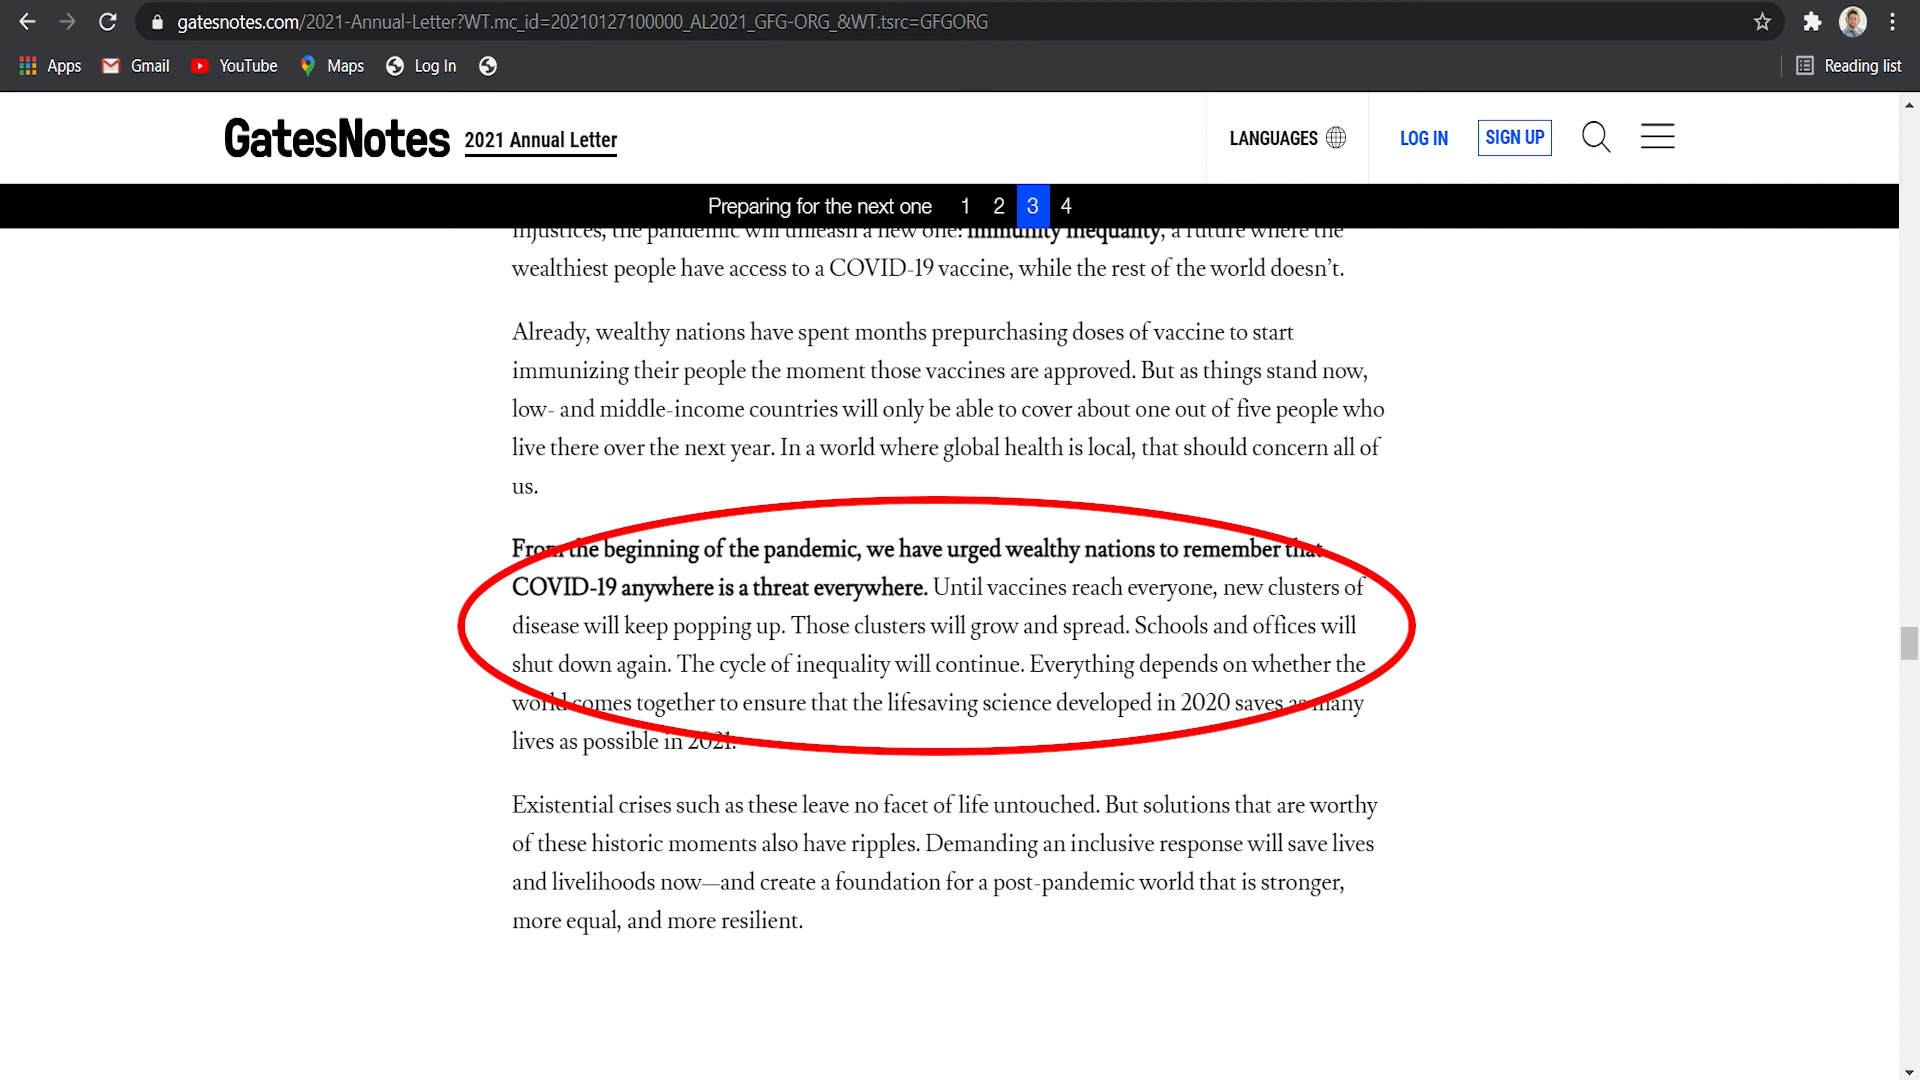 gatesnotes.com/2021-Annual-Letter?WT.mc_id=20210127100000_AL2021_GFG-ORG_&WT.tsrc=GFGORG
Apps Gmail YouTube Maps Log In Reading list
GatesNotes 2021 Annual Letter LANGUAGES LOG IN SIGN UP
Preparing for the next one 1 2 3 4
injustices, the pandemic will unleash a new one: immunity inequality, a future where the
wealthiest people have access to a COVID-19 vaccine, while the rest of the world doesn’t.
Already, wealthy nations have spent months prepurchasing doses of vaccine to start
immunizing their people the moment those vaccines are approved. But as things stand now,
low- and middle-income countries will only be able to cover about one out of five people who
live there over the next year. In a world where global health is local, that should concern all of
us.
From the beginning of the pandemic, we have urged wealthy nations to remember that
COVID-19 anywhere is a threat everywhere. Until vaccines reach everyone, new clusters of
disease will keep popping up. Those clusters will grow and spread. Schools and offices will
shut down again. The cycle of inequality will continue. Everything depends on whether the
world comes together to ensure that the lifesaving science developed in 2020 saves as many
lives as possible in 2021.
Existential crises such as these leave no facet of life untouched. But solutions that are worthy
of these historic moments also have ripples. Demanding an inclusive response will save lives
and livelihoods now—and create a foundation for a post-pandemic world that is stronger,
more equal, and more resilient.